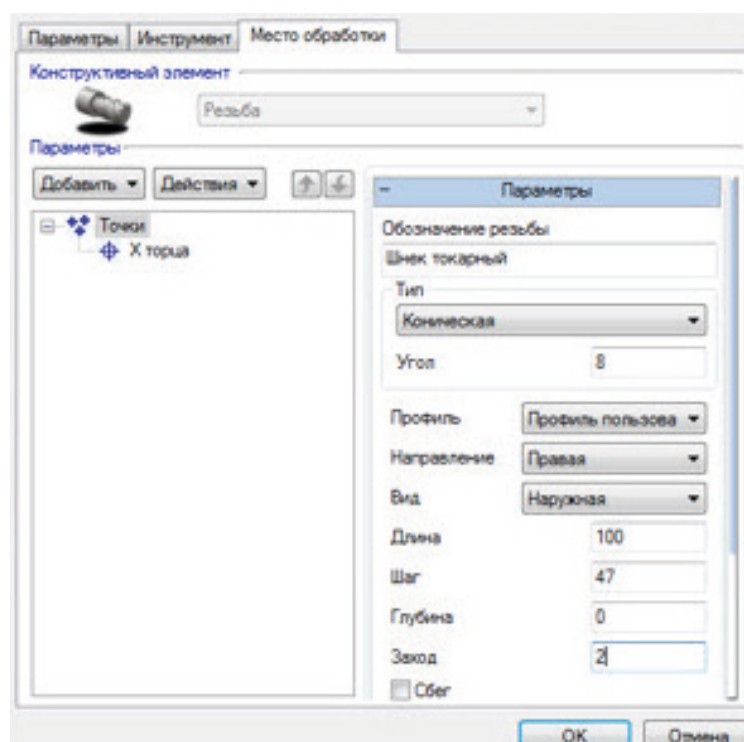 Параметры Инструмент Место обработки
Конструктивный элемент
Резьба
Параметры
Добавить Действия
Точки
X торца
Параметры
Обозначение резьбы
Шнек токарный
Тип
Коническая
Угол 8
Профиль Профиль пользова
Направление Правая
Вид Наружная
Длина 100
Шаг 47
Глубина 0
Заход 2
Сбег
OK Отмена